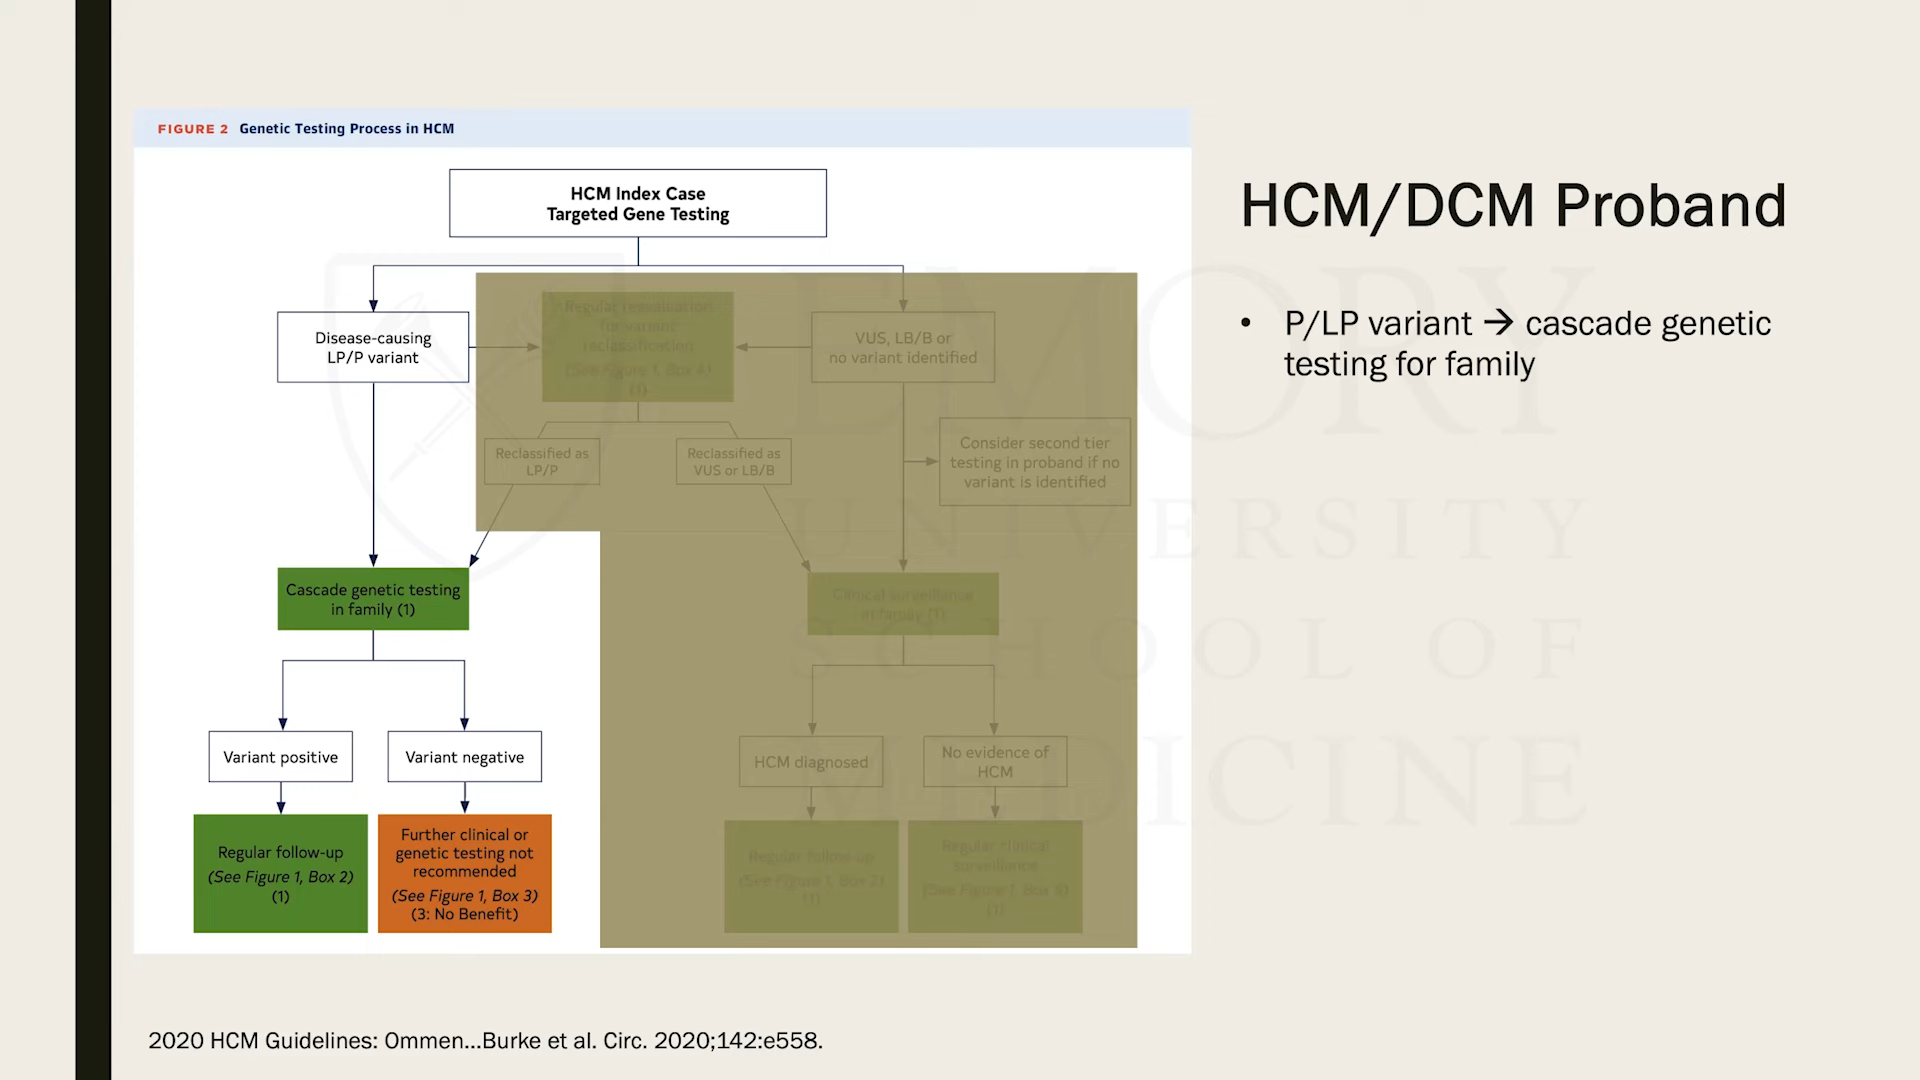 FIGURE 2 Genetic Testing Process in HCM
HCM Index Case
Targeted Gene Testing
Disease-causing
LP/P variant
Regular reevaluation
for variant
reclassification
(See Figure 1, Box 4)
(1)
VUS, LB/B or
no variant identified
Reclassified as
LP/P
Reclassified as
VUS or LB/B
Consider second tier
testing in proband if no
variant is identified
Cascade genetic testing
in family (1)
Clinical surveillance
in family (1)
Variant positive
Variant negative
HCM diagnosed
No evidence of
HCM
Regular follow-up
(See Figure 1, Box 2)
(1)
Further clinical or
genetic testing not
recommended
(See Figure 1, Box 3)
(3: No Benefit)
Regular follow-up
(See Figure 1, Box 2)
(1)
Regular clinical
surveillance
(See Figure 1,
(1)
HCM/DCM Proband
• P/LP variant → cascade genetic
testing for family
2020 HCM Guidelines: Ommen...Burke et al. Circ. 2020;142:e558.
EMORY
UNIVERSITY
SCHOOL OF
MEDICINE